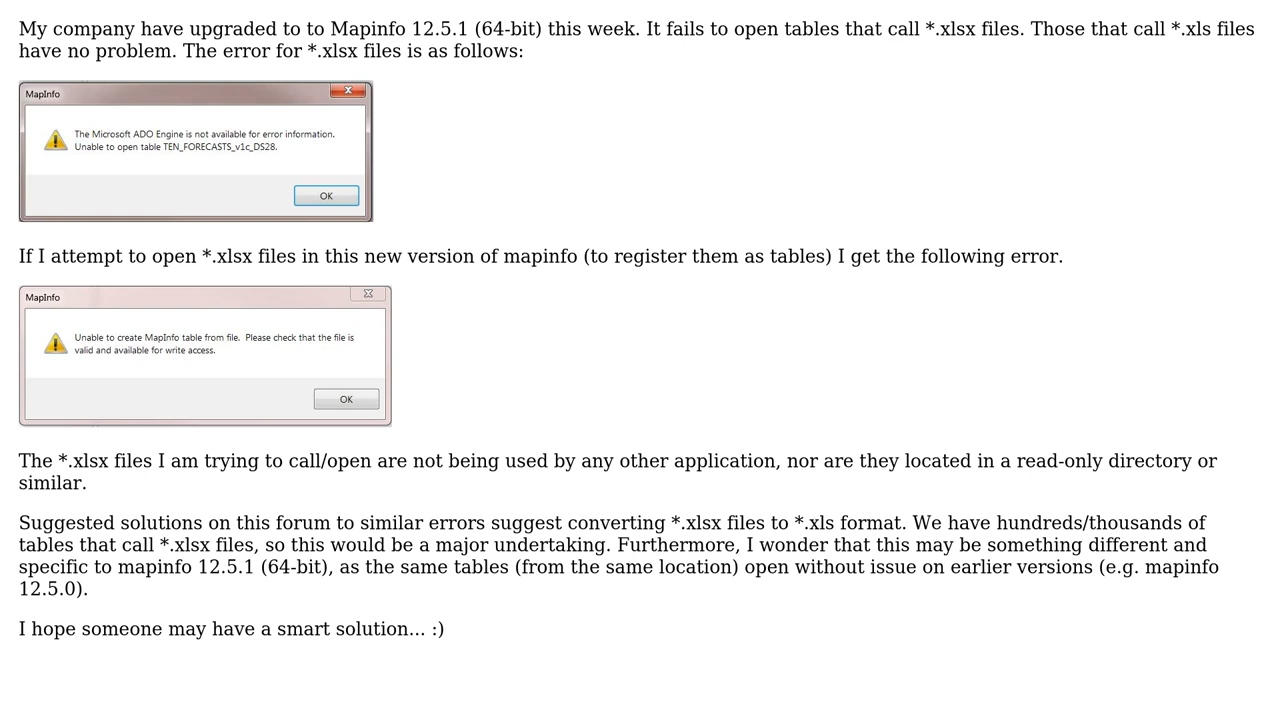 My company have upgraded to to Mapinfo 12.5.1 (64-bit) this week. It fails to open tables that call *.xlsx files. Those that call *.xls files
have no problem. The error for *.xlsx files is as follows:
MapInfo
The Microsoft ADO Engine is not available for error information.
Unable to open table TEN_FORECASTS_v1c_DS28.
OK
If I attempt to open *.xlsx files in this new version of mapinfo (to register them as tables) I get the following error.
MapInfo
Unable to create MapInfo table from file. Please check that the file is
valid and available for write access.
OK
The *.xlsx files I am trying to call/open are not being used by any other application, nor are they located in a read-only directory or
similar.
Suggested solutions on this forum to similar errors suggest converting *.xlsx files to *.xls format. We have hundreds/thousands of
tables that call *.xlsx files, so this would be a major undertaking. Furthermore, I wonder that this may be something different and
specific to mapinfo 12.5.1 (64-bit), as the same tables (from the same location) open without issue on earlier versions (e.g. mapinfo
12.5.0).
I hope someone may have a smart solution... :)